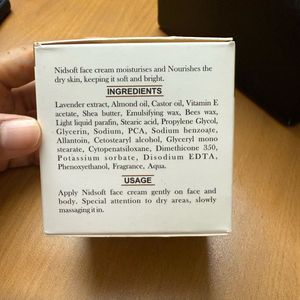 Nidsoft face cream moisturises and Nourishes the
dry skin, keeping it soft and bright.
INGREDIENTS
Lavender extract, Almond oil, Castor oil, Vitamin E
acetate, Shea butter, Emulsifying wax, Bees wax,
Light liquid parafin, Stearic acid, Propylene Glycol,
Glycerin, Sodium, PCA, Sodium benzoate,
Allantoin, Cetostearyl alcohol, Glyceryl mono
stearate, Cytopenatsiloxane, Dimethicone 350,
Potassium sorbate, Disodium EDTA,
Phenoxyethanol, Fragrance, Aqua.
USAGE
Apply Nidsoft face cream gently on face and
body. Special attention to dry areas, slowly
massaging it in.